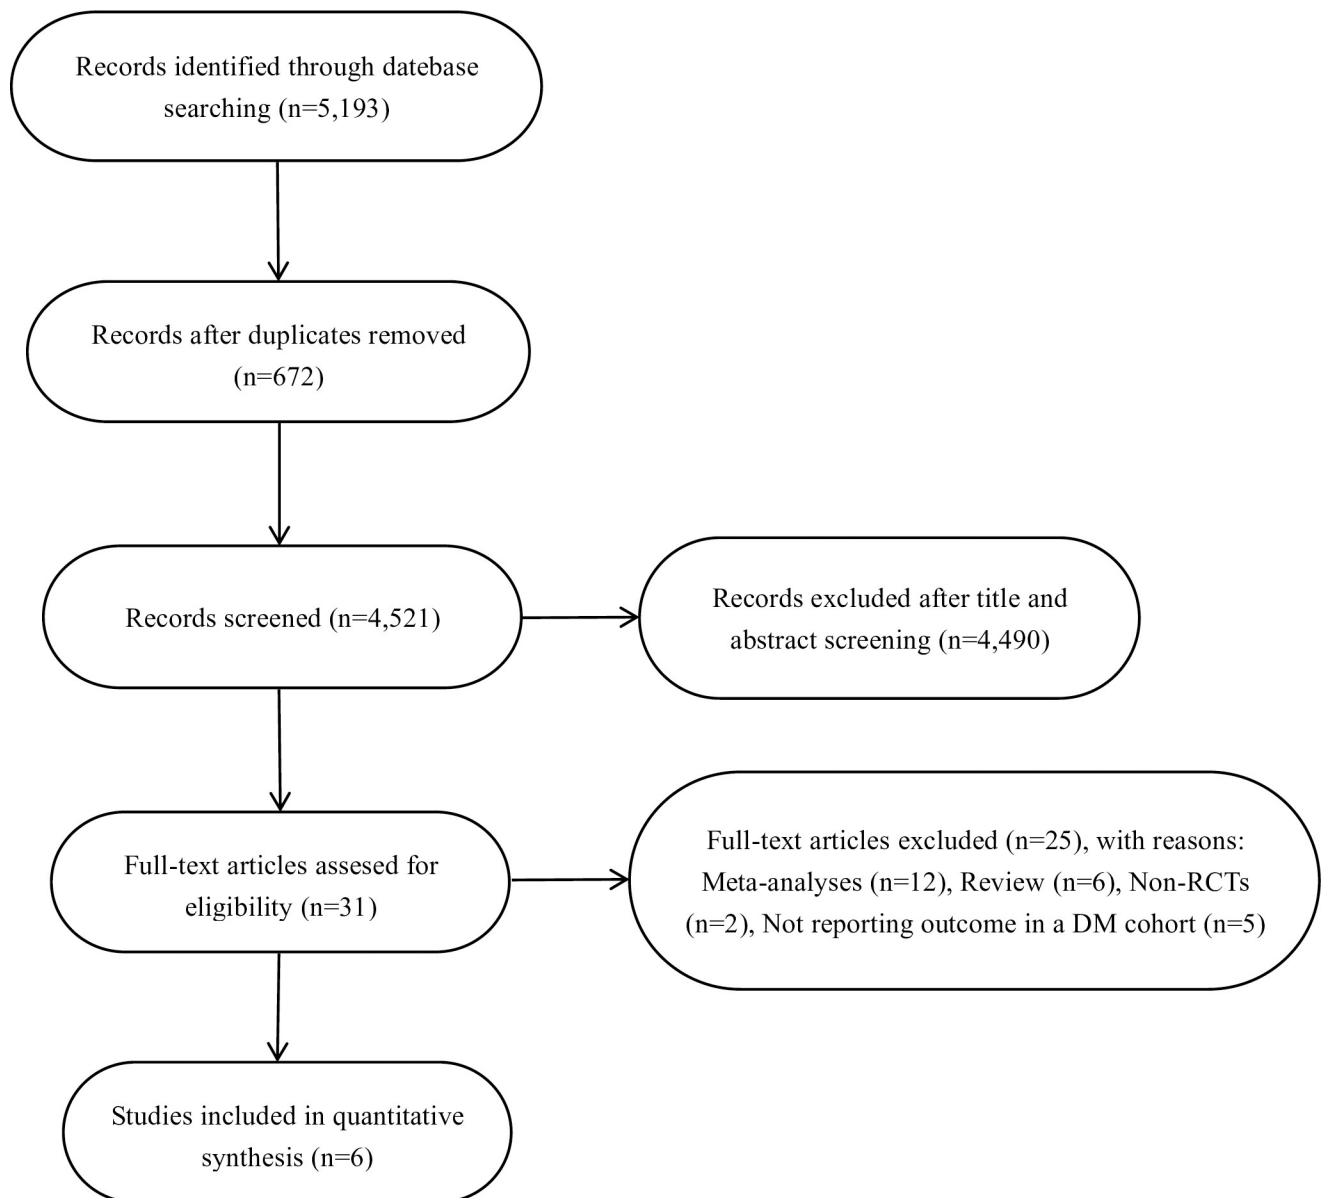 Records identified through datebase
searching (n=5,193)
Records after duplicates removed
(n=672)
Records screened (n=4,521)
Records excluded after title and
abstract screening (n=4,490)
Full-text articles assesed for
eligibility (n=31)
Full-text articles excluded (n=25), with reasons:
Meta-analyses (n=12), Review (n=6), Non-RCTs
(n=2), Not reporting outcome in a DM cohort (n=5)
Studies included in quantitative
synthesis (n=6)